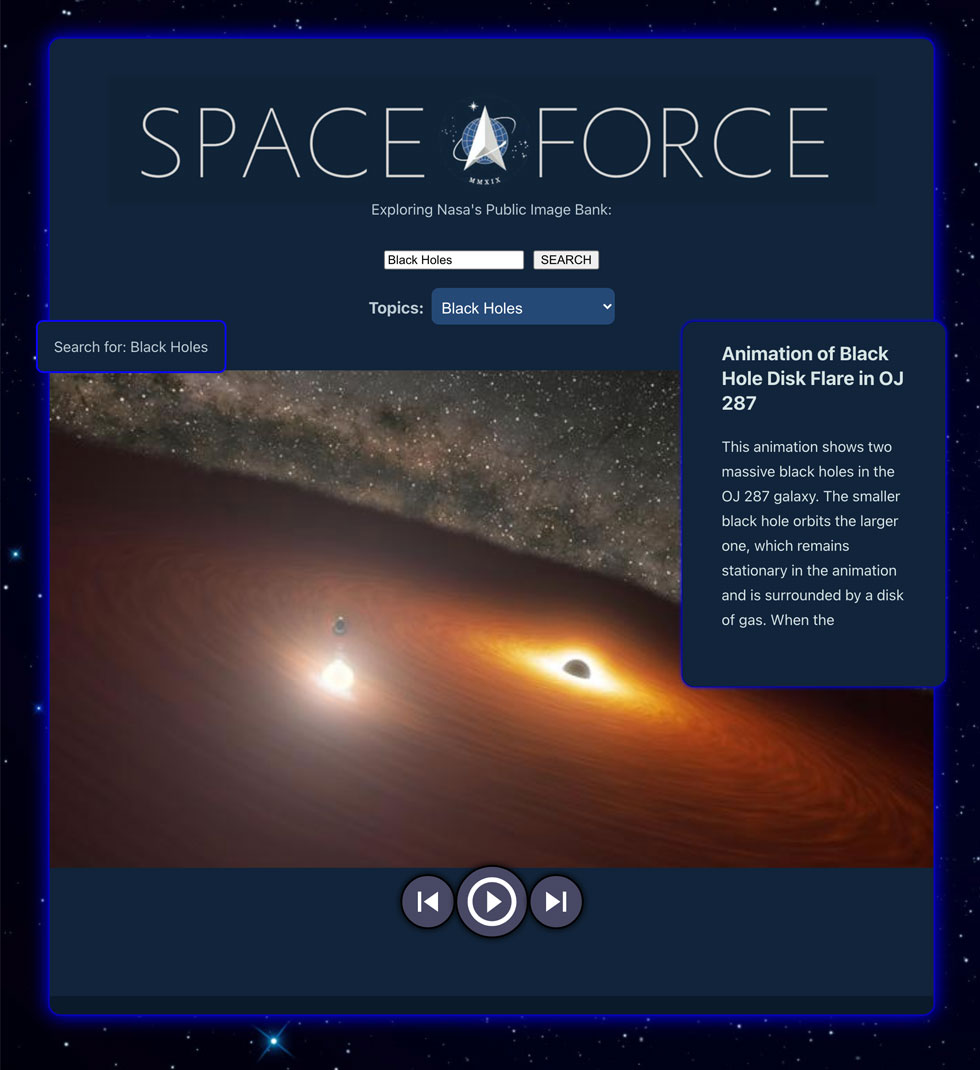 SPACE FORCE
MMXIX
Exploring Nasa's Public Image Bank:
Black Holes SEARCH
Topics: Black Holes
Search for: Black Holes
Animation of Black
Hole Disk Flare in OJ
287
This animation shows two
massive black holes in the
OJ 287 galaxy. The smaller
black hole orbits the larger
one, which remains
stationary in the animation
and is surrounded by a disk
of gas. When the